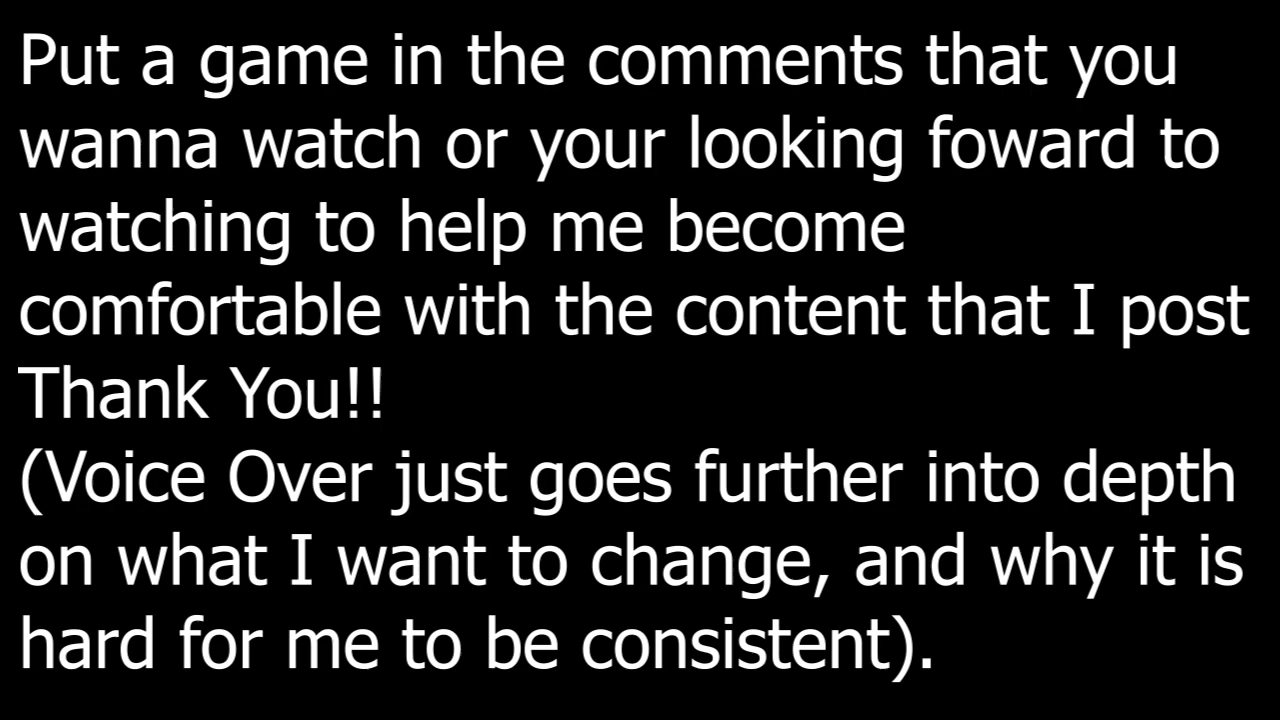 Put a game in the comments that you
wanna watch or your looking foward to
watching to help me become
comfortable with the content that I post
Thank You!!
(Voice Over just goes further into depth
on what I want to change, and why it is
hard for me to be consistent).